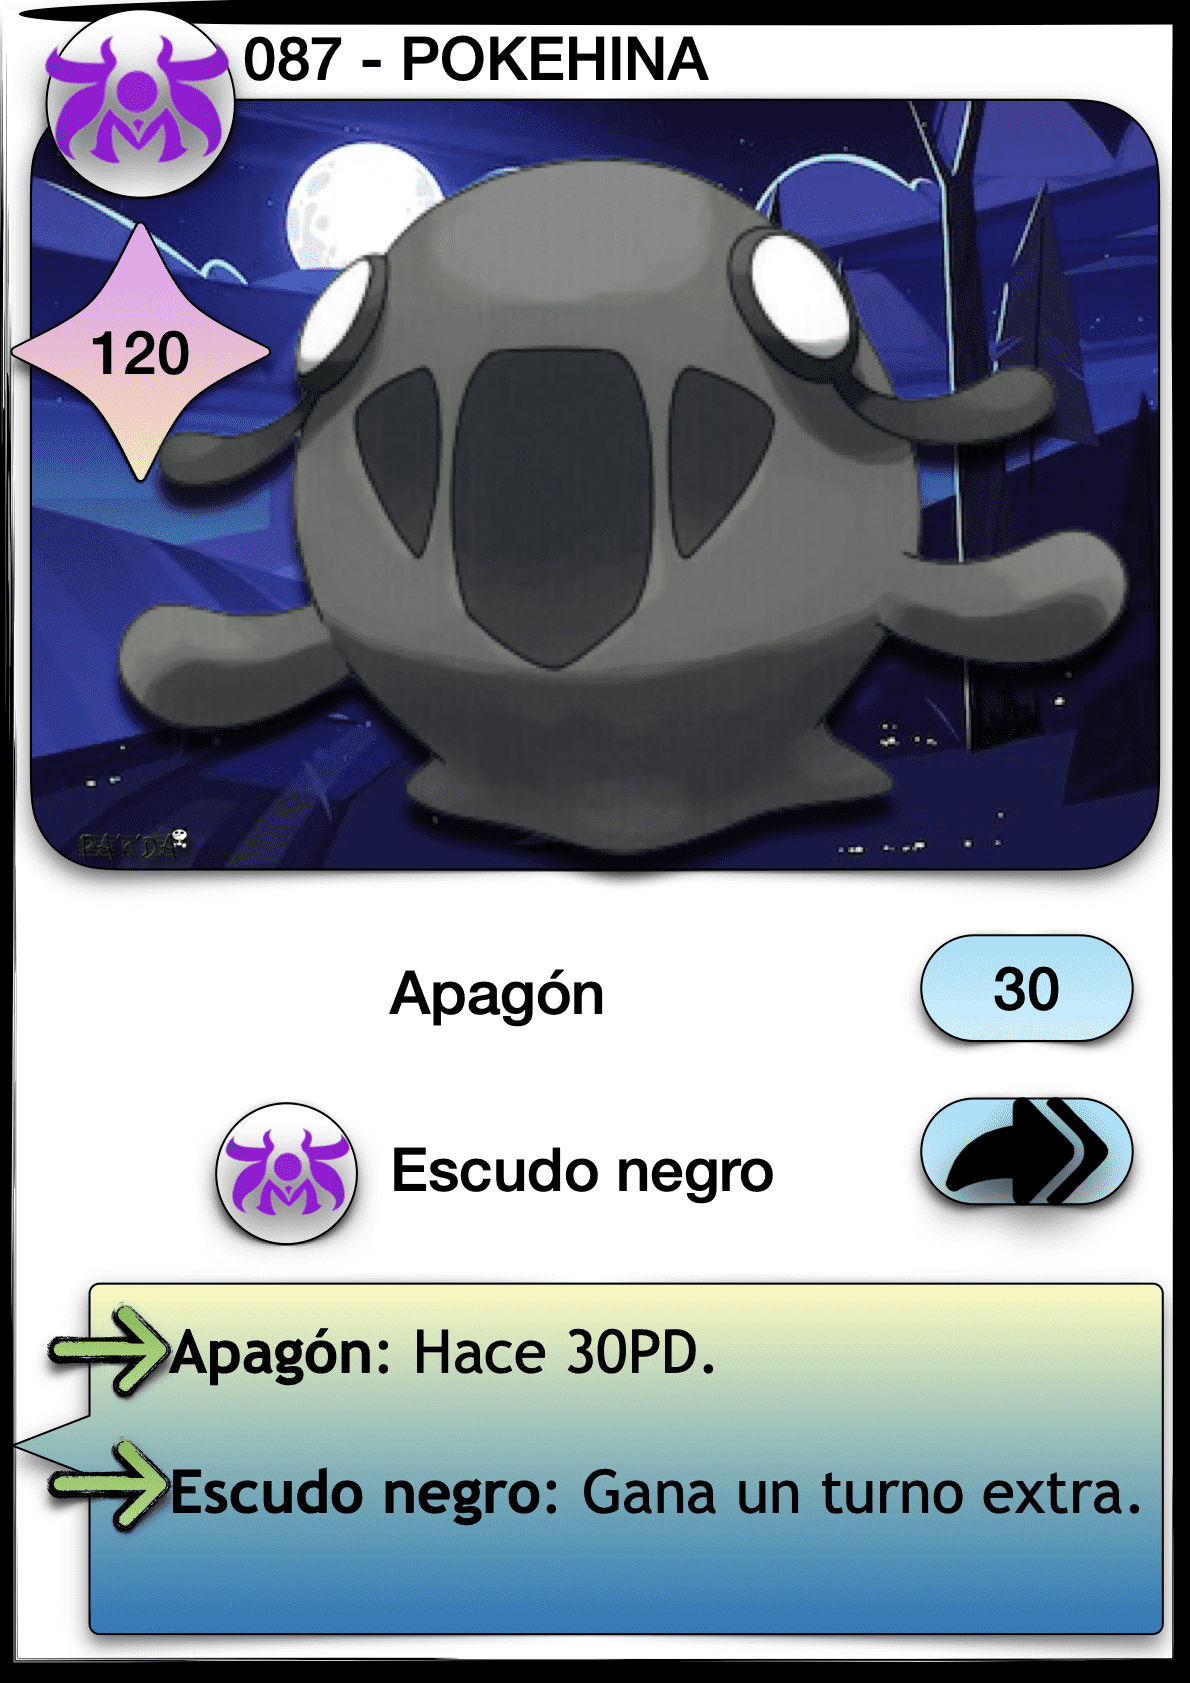 087 - POKEHINA
120
Apagón
30
Escudo negro
Apagón: Hace 30PD.
Escudo negro: Gana un turno extra.